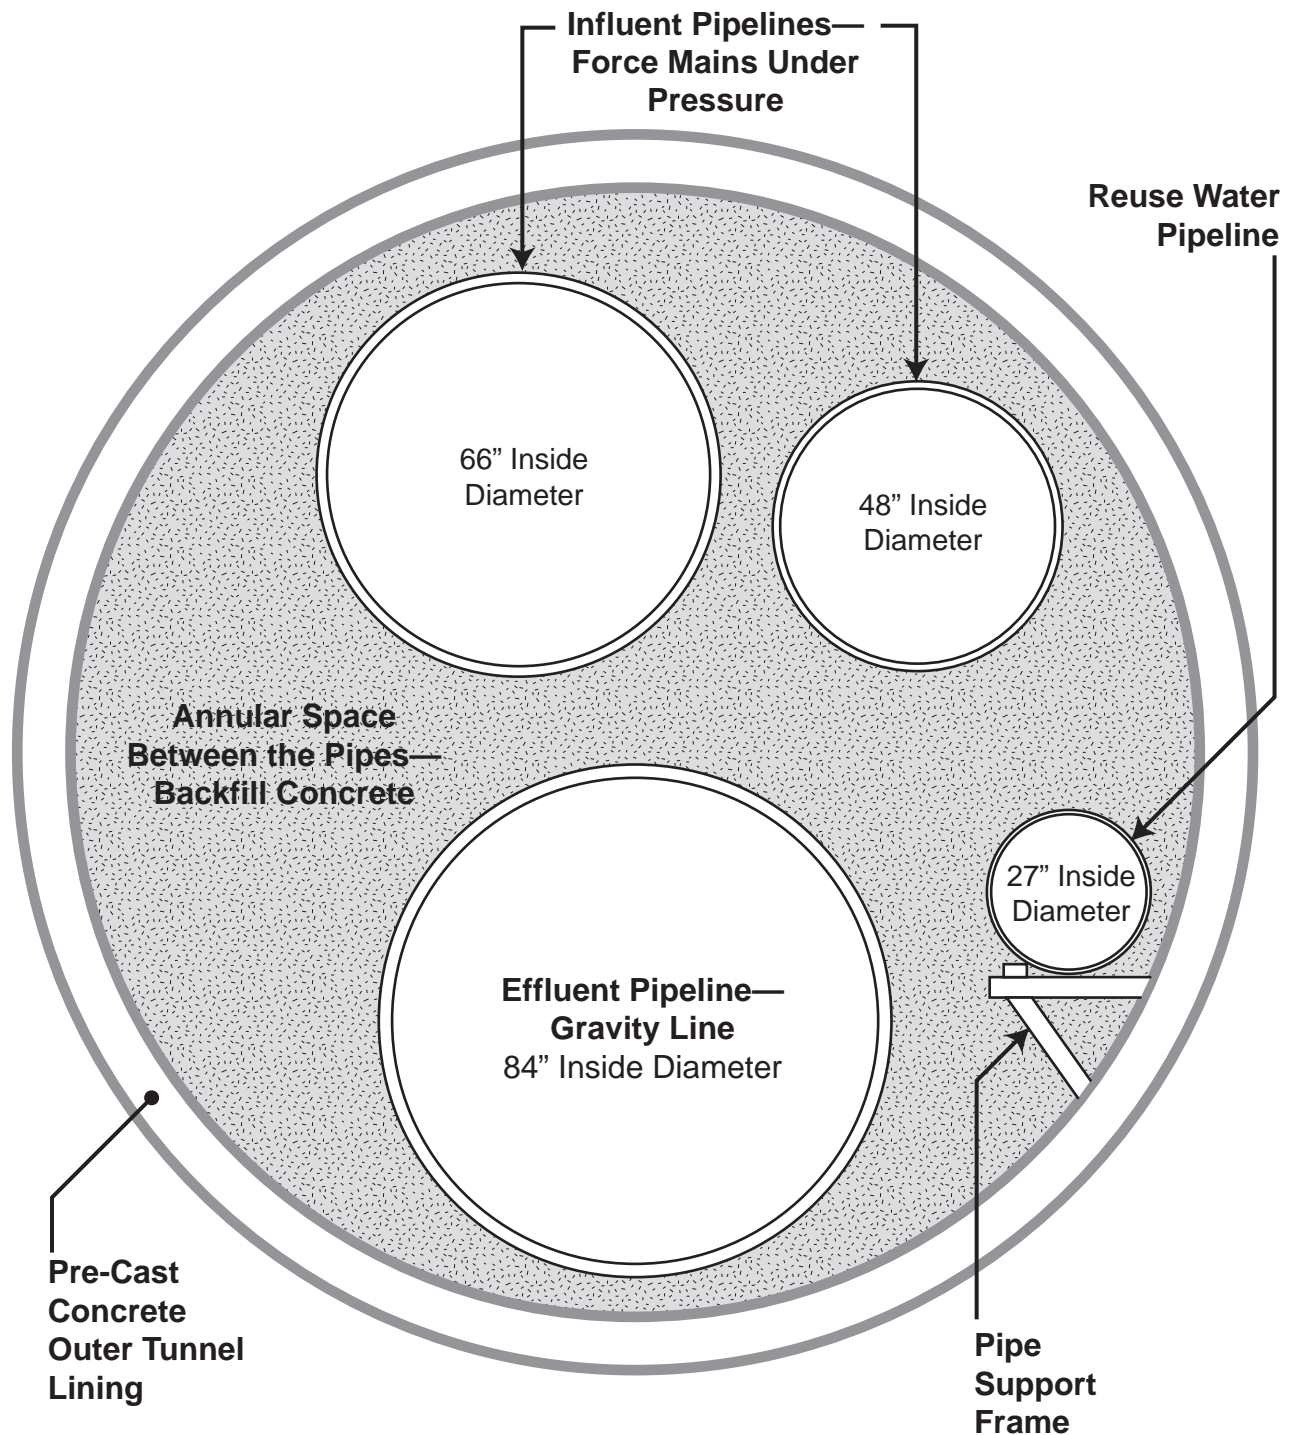 Influent Pipelines—
Force Mains Under
Pressure
Reuse Water
Pipeline
66” Inside
Diameter
48” Inside
Diameter
Annular Space
Between the Pipes—
Backfill Concrete
27” Inside
Diameter
Effluent Pipeline—
Gravity Line
84” Inside Diameter
Pre-Cast
Concrete
Outer Tunnel
Lining
Pipe
Support
Frame